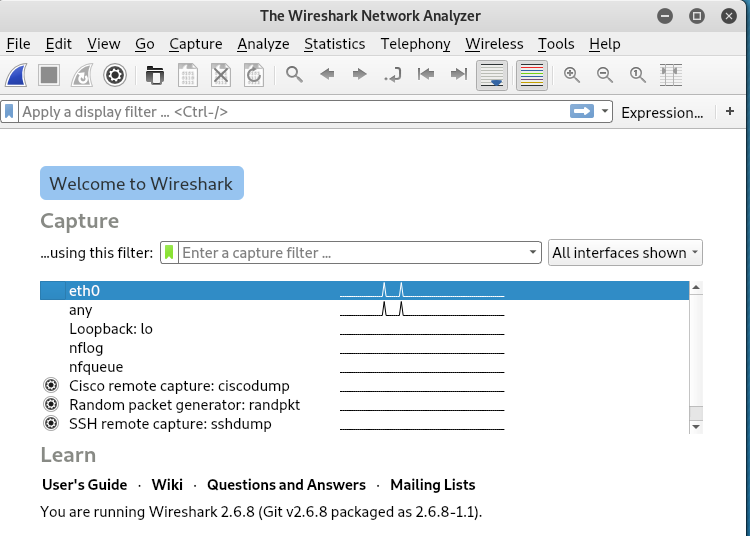 The Wireshark Network Analyzer
File Edit View Go Capture Analyze Statistics Telephony Wireless Tools Help
Apply a display filter ... <Ctrl-/> Expression... +
Welcome to Wireshark
Capture
...using this filter: Enter a capture filter ... All interfaces shown
eth0
any
Loopback: lo
nflog
nfqueue
Cisco remote capture: ciscodump
Random packet generator: randpkt
SSH remote capture: sshdump
Learn
User's Guide · Wiki · Questions and Answers · Mailing Lists
You are running Wireshark 2.6.8 (Git v2.6.8 packaged as 2.6.8-1.1).